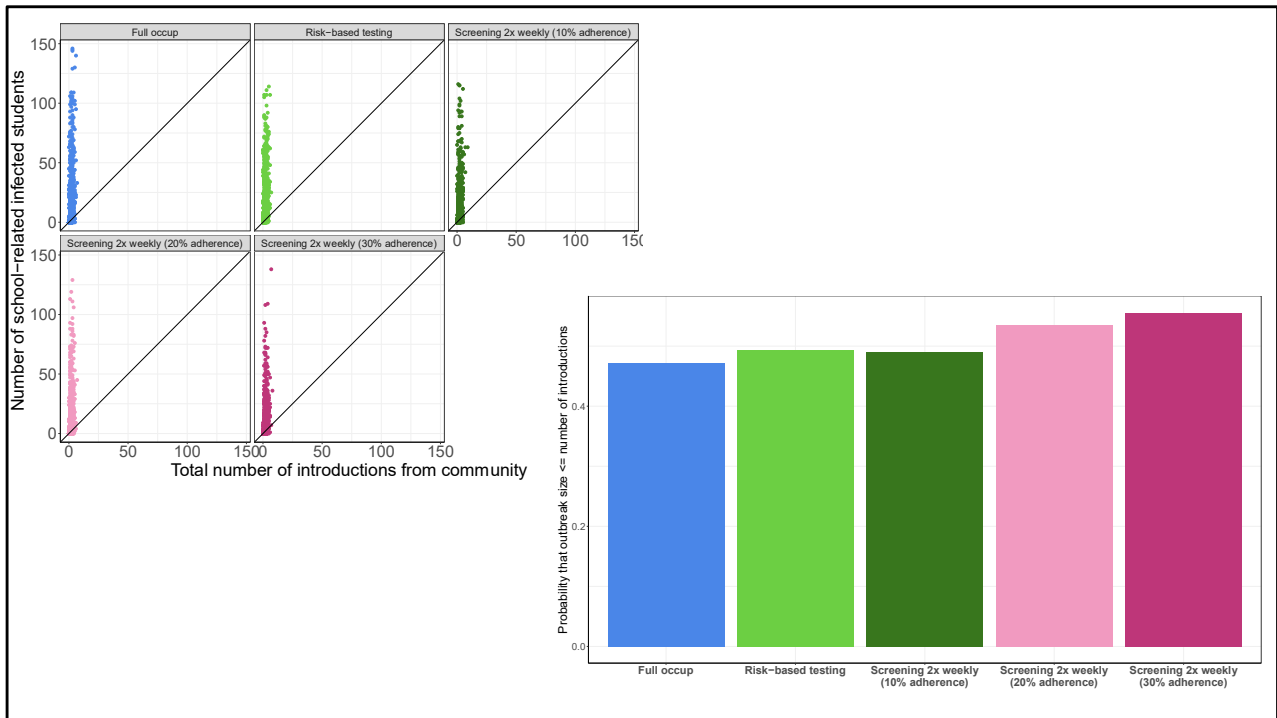 Full occup
Risk−based testing
Screening 2x weekly (10% adherence)
Number of school−related infected students
150
100
50
0
0
50
100
150
Screening 2x weekly (20% adherence)
Screening 2x weekly (30% adherence)
150
100
50
0
0
50
100
150
0
50
100
150
Total number of introductions from community
Probability that outbreak size <= number of introductions
0.4
0.2
0.0
Full occup
Risk−based testing
Screening 2x weekly
(10% adherence)
Screening 2x weekly
(20% adherence)
Screening 2x weekly
(30% adherence)